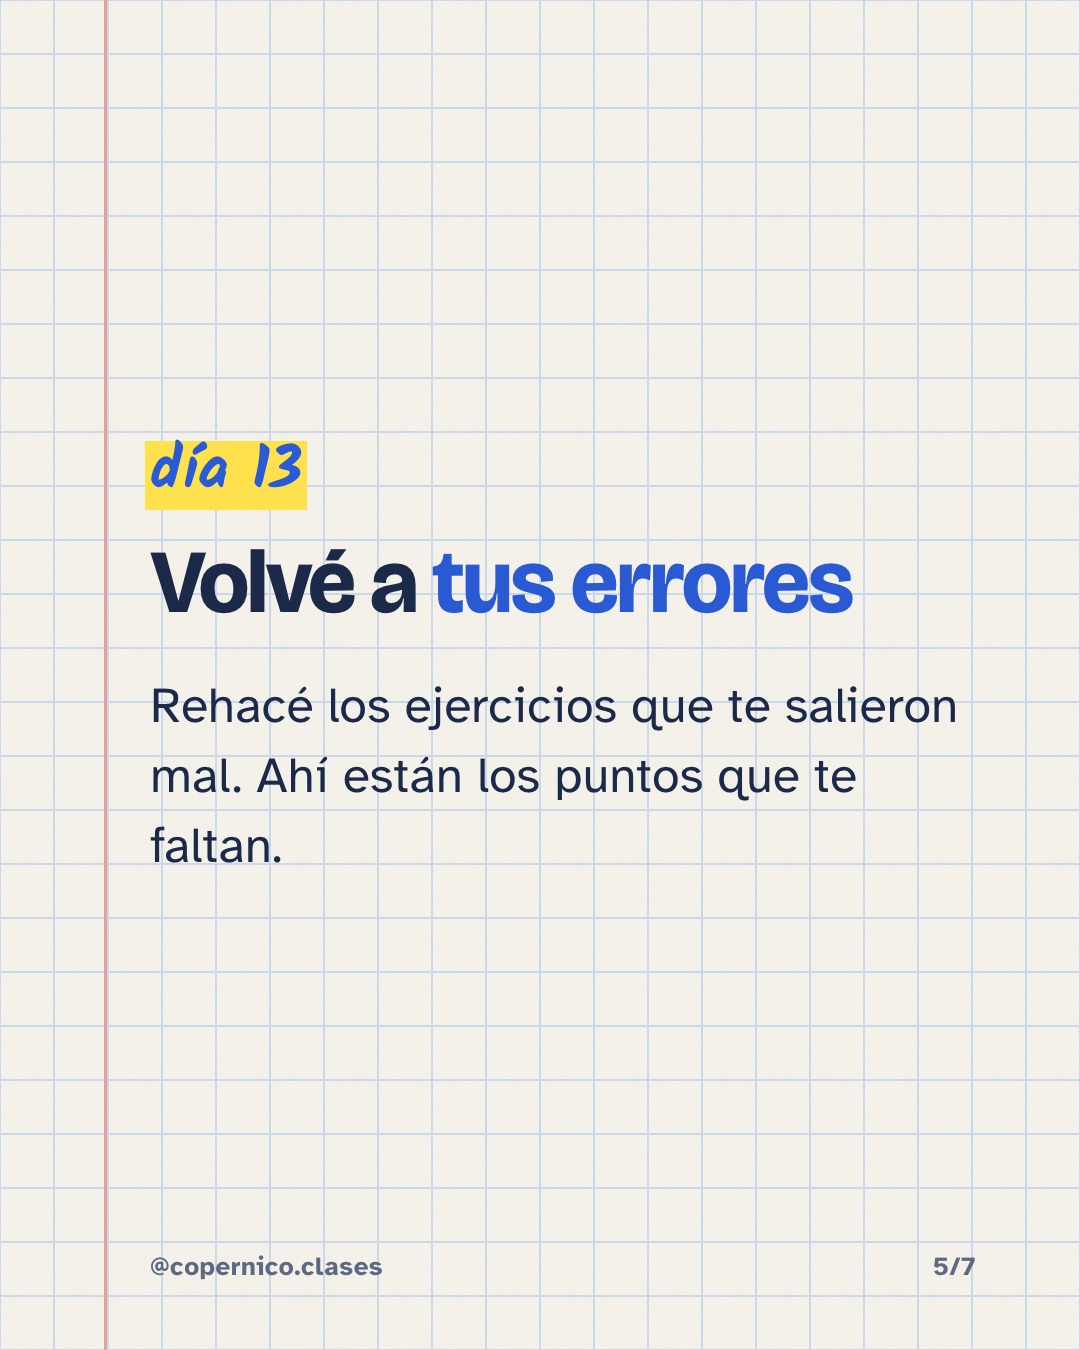 día 13
Volvé a tus errores
Rehacé los ejercicios que te salieron
mal. Ahí están los puntos que te
faltan.
@copernico.clases
5/7